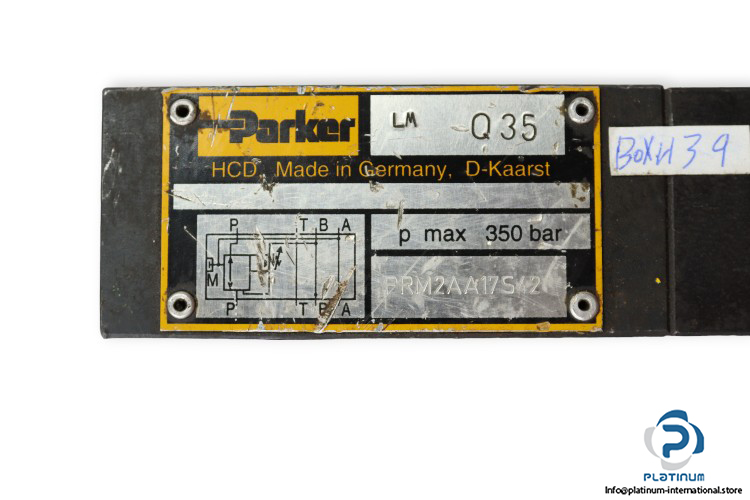 Parker
LM Q35
BOXH39
HCD Made in Germany, D-Kaarst
P T B A
p max 350 bar
M
PRM2AA17S/2
P T B A
PLATINUM
Info@platinum-international.store